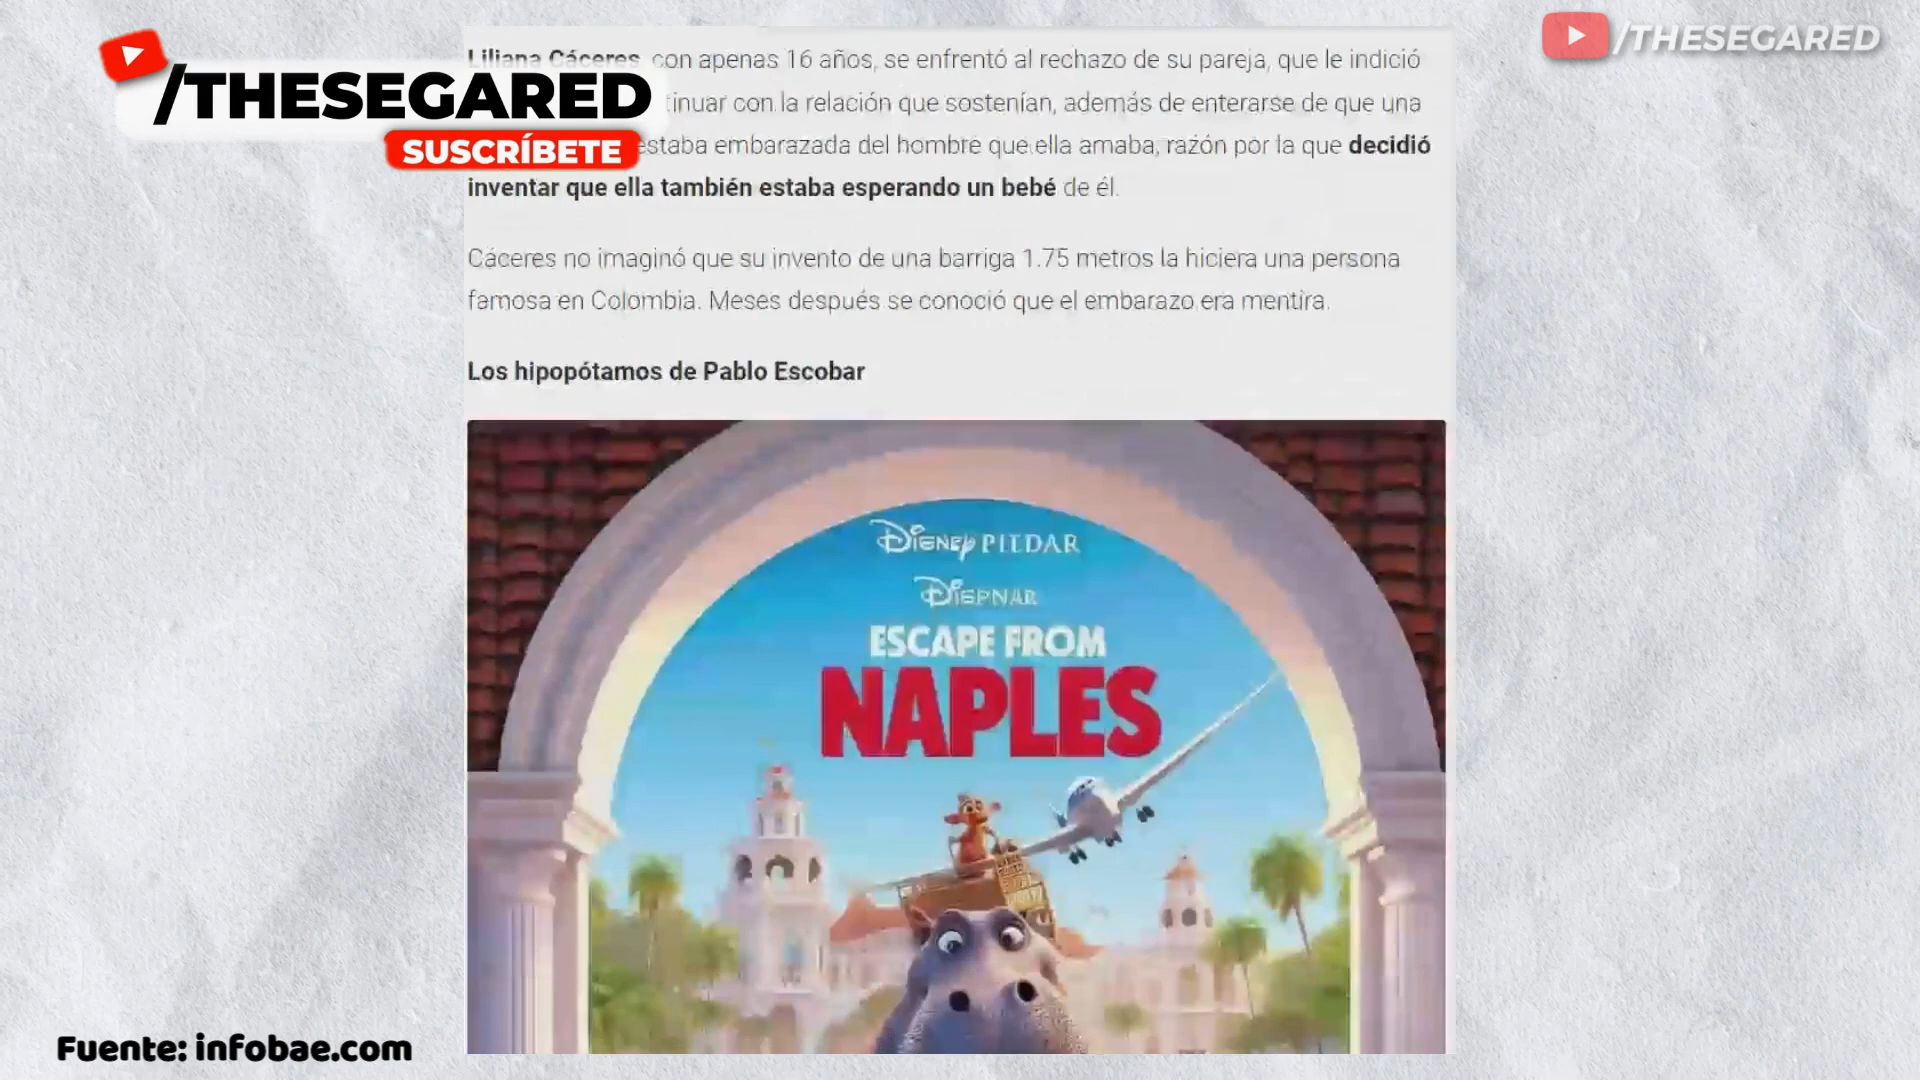 /THESEGARED
SUSCRÍBETE
/THESEGARED
Liliana Cáceres, con apenas 16 años, se enfrentó al rechazo de su pareja, que le indició
tinuar con la relación que sostenían, además de enterarse de que una
estaba embarazada del hombre que ella amaba, razón por la que decidió
inventar que ella también estaba esperando un bebé de él.
Cáceres no imaginó que su invento de una barriga 1.75 metros la hiciera una persona
famosa en Colombia. Meses después se conoció que el embarazo era mentira.
Los hipopótamos de Pablo Escobar
DISNEY PIEDAR
DISPNAR
ESCAPE FROM
NAPLES
Fuente: infobae.com